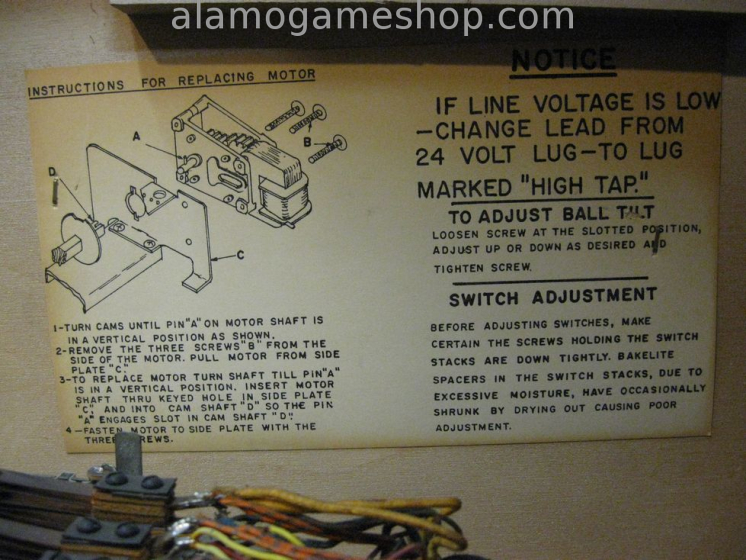 alamogameshop.com
INSTRUCTIONS FOR REPLACING MOTOR
A
B
D
C
1-TURN CAMS UNTIL PIN"A" ON MOTOR SHAFT IS
IN A VERTICAL POSITION AS SHOWN.
2-REMOVE THE THREE SCREWS"B" FROM THE
SIDE OF THE MOTOR. PULL MOTOR FROM SIDE
PLATE "C".
3-TO REPLACE MOTOR TURN SHAFT TILL PIN"A"
IS IN A VERTICAL POSITION. INSERT MOTOR
SHAFT THRU KEYED HOLE IN SIDE PLATE
"C", AND INTO CAM SHAFT "D" SO THE PIN
"A" ENGAGES SLOT IN CAM SHAFT "D".
4-FASTEN MOTOR TO SIDE PLATE WITH THE
THREE SCREWS.
NOTICE
IF LINE VOLTAGE IS LOW
-CHANGE LEAD FROM
24 VOLT LUG-TO LUG
MARKED "HIGH TAP."
TO ADJUST BALL TILT
LOOSEN SCREW AT THE SLOTTED POSITION,
ADJUST UP OR DOWN AS DESIRED AND
TIGHTEN SCREW.
SWITCH ADJUSTMENT
BEFORE ADJUSTING SWITCHES, MAKE
CERTAIN THE SCREWS HOLDING THE SWITCH
STACKS ARE DOWN TIGHTLY. BAKELITE
SPACERS IN THE SWITCH STACKS, DUE TO
EXCESSIVE MOISTURE, HAVE OCCASIONALLY
SHRUNK BY DRYING OUT CAUSING POOR
ADJUSTMENT.